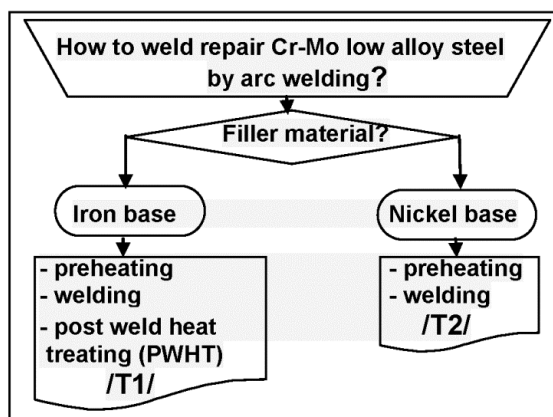 How to weld repair Cr-Mo low alloy steel
by arc welding?
Filler material?
Iron base
Nickel base
- preheating
- welding
- post weld heat
treating (PWHT)
/T1/
- preheating
- welding
/T2/